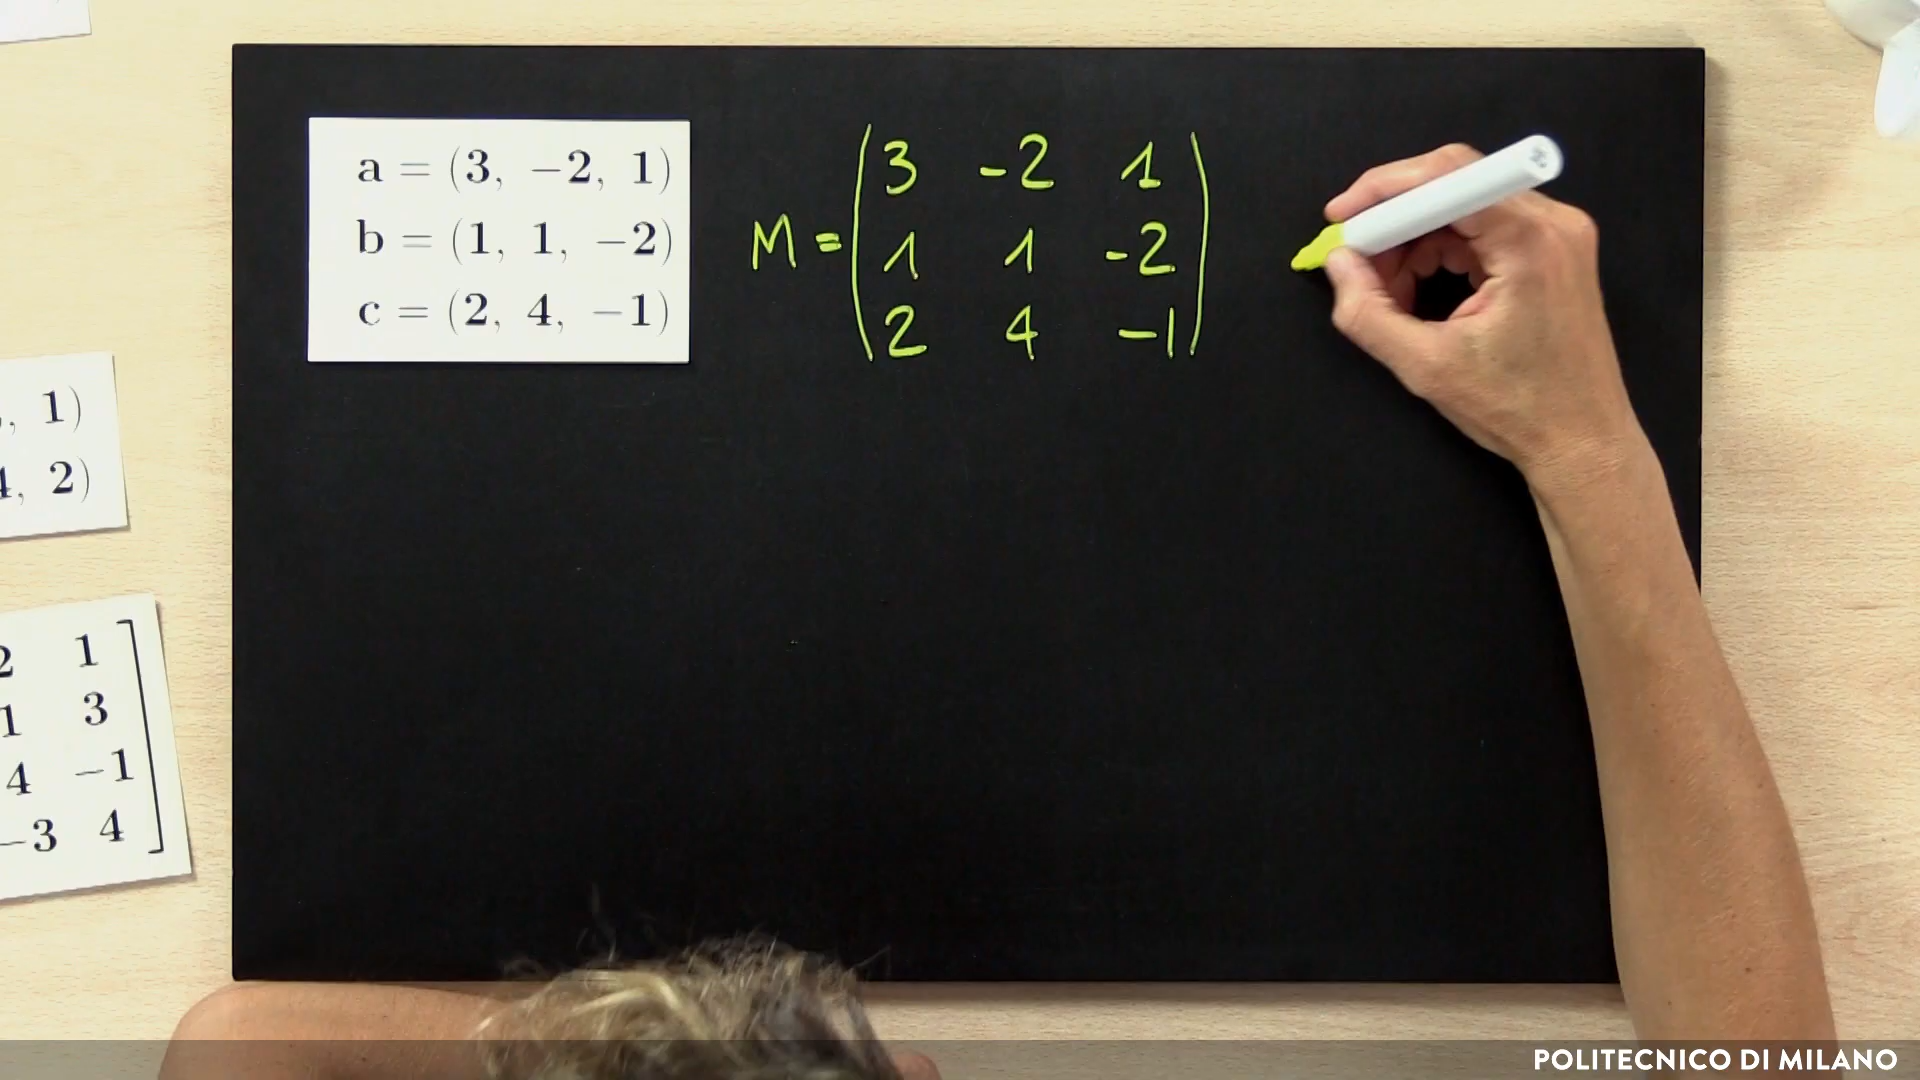 a = (3, −2, 1)
b = (1, 1, −2)
c = (2, 4, −1)
M = ( 3 -2 1
1 1 -2
2 4 -1 )
, 1)
4, 2)
2 1
1 3
4 −1
−3 4
POLITECNICO DI MILANO